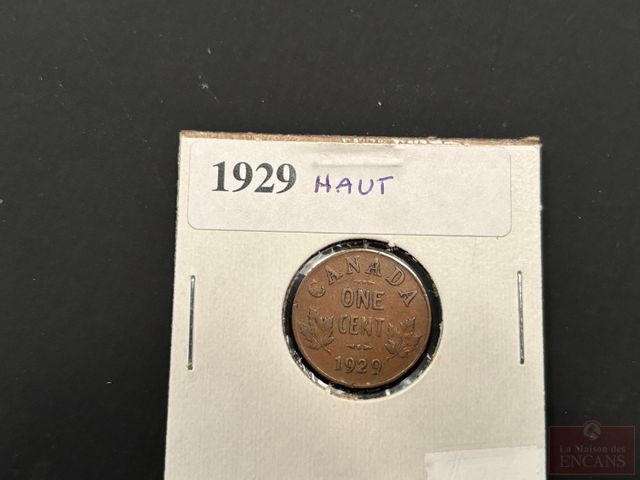 1929 HAUT
CANADA
ONE
CENT
1929
La Maison des
ENCANS